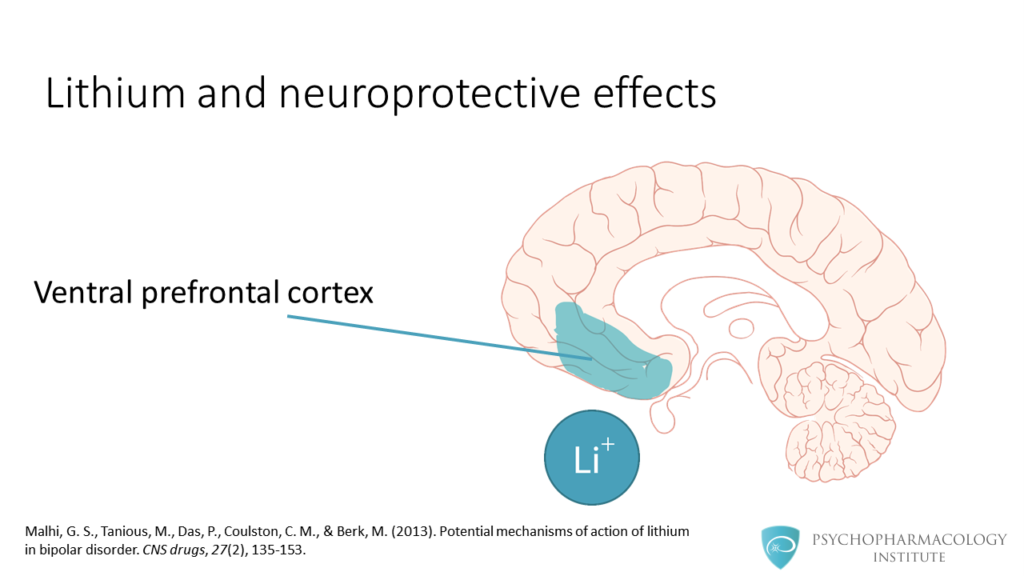 Lithium and neuroprotective effects
Ventral prefrontal cortex
Li⁺
Malhi, G. S., Tanious, M., Das, P., Coulston, C. M., & Berk, M. (2013). Potential mechanisms of action of lithium
in bipolar disorder. CNS drugs, 27(2), 135-153.
PSYCHOPHARMACOLOGY
INSTITUTE